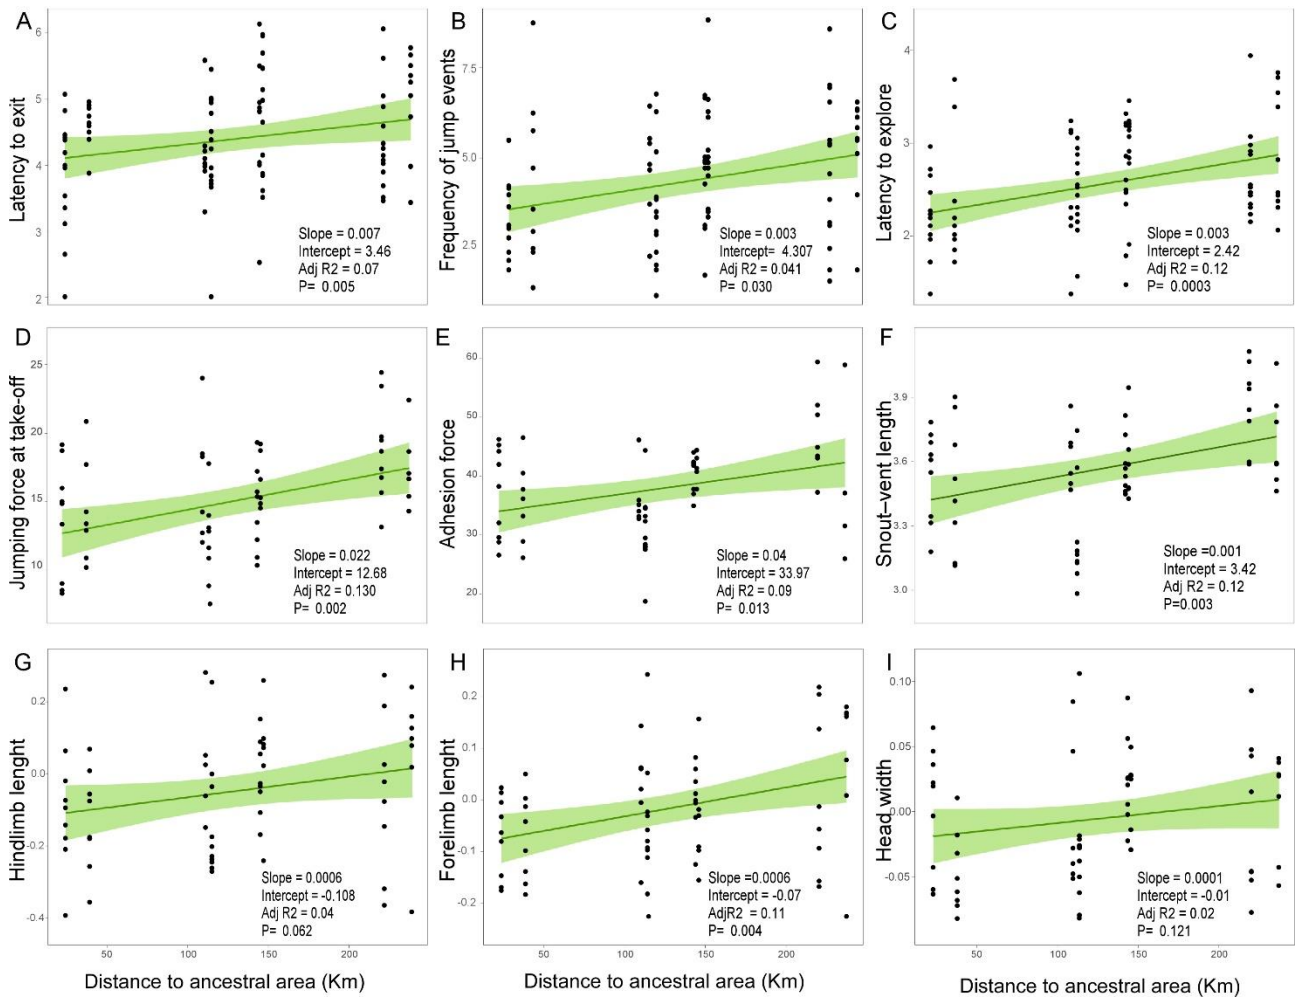 A
Latency to exit
6
5
4
3
2
Slope = 0.007
Intercept = 3.46
Adj R2 = 0.07
P= 0.005
B
Frequency of jump events
7.5
5.0
2.5
Slope = 0.003
Intercept= 4.307
Adj R2 = 0.041
P= 0.030
C
Latency to explore
4
3
2
Slope = 0.003
Intercept = 2.42
Adj R2 = 0.12
P= 0.0003
D
Jumping force at take–off
25
20
15
10
Slope = 0.022
Intercept = 12.68
Adj R2 = 0.130
P= 0.002
E
Adhesion force
60
50
40
30
20
Slope = 0.04
Intercept = 33.97
Adj R2 = 0.09
P= 0.013
F
Snout–vent length
3.9
3.6
3.3
3.0
Slope =0.001
Intercept = 3.42
Adj R2 = 0.12
P=0.003
G
Hindlimb lenght
0.2
0.0
-0.2
-0.4
Slope = 0.0006
Intercept = -0.108
Adj R2 = 0.04
P= 0.062
50
100
150
200
Distance to ancestral area (Km)
H
Forelimb lenght
0.2
0.1
0.0
-0.1
-0.2
Slope =0.0006
Intercept = -0.07
AdjR2 = 0.11
P= 0.004
50
100
150
200
Distance to ancestral area (Km)
I
Head width
0.10
0.05
0.00
-0.05
Slope = 0.0001
Intercept = -0.01
Adj R2 = 0.02
P= 0.121
50
100
150
200
Distance to ancestral area (Km)